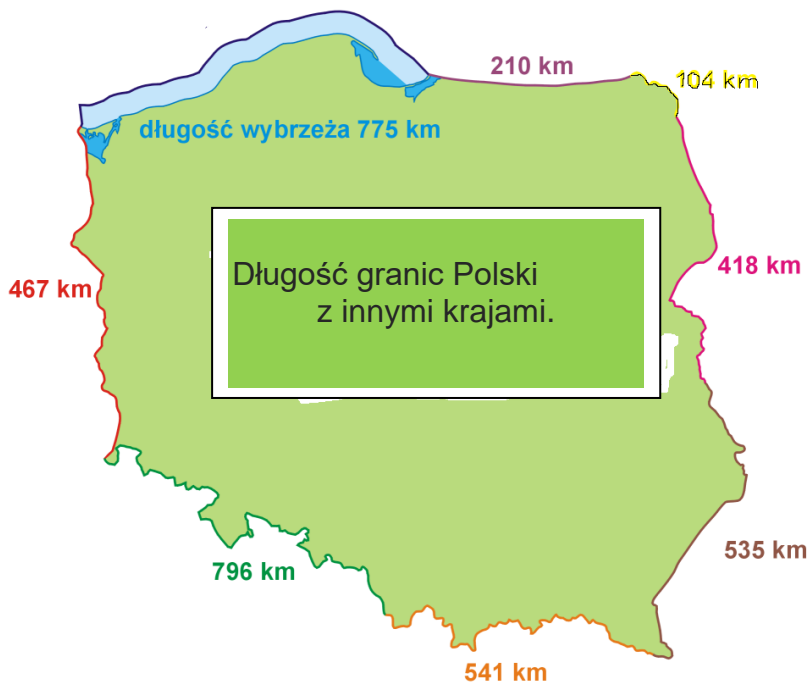 210 km
104 km
długość wybrzeża 775 km
418 km
467 km
Długość granic Polski
z innymi krajami.
535 km
796 km
541 km